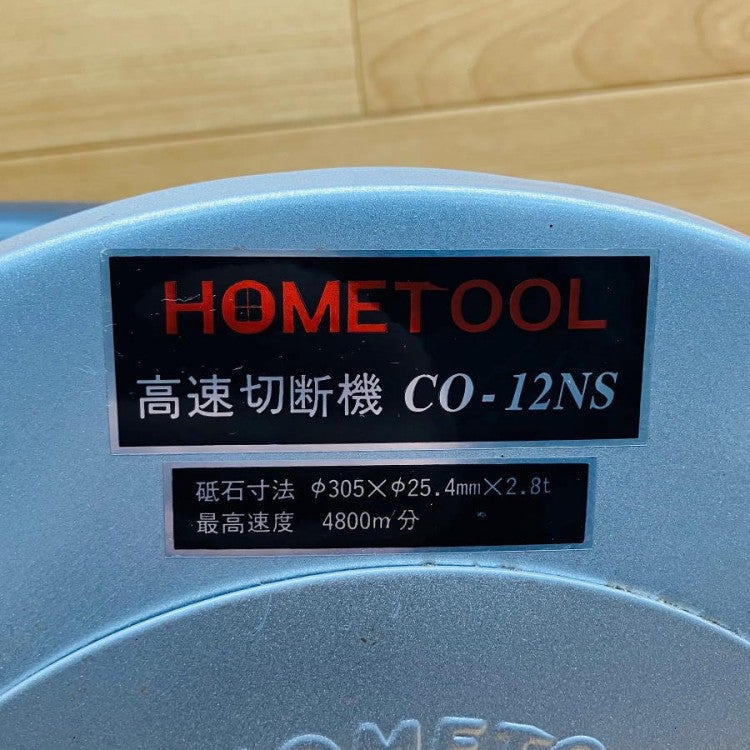 HOMETOOL
高速切断機 CO-12NS
砥石寸法 φ305×φ25.4mm×2.8t
最高速度 4800m/分